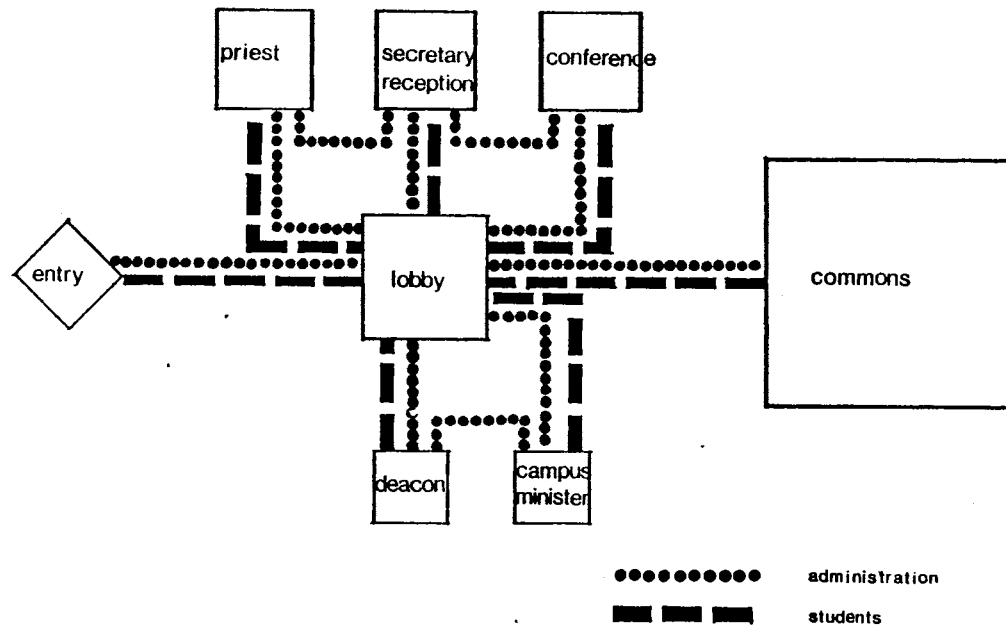 priest
secretary
reception
conference
entry
lobby
commons
deacon
campus
minister
administration
students